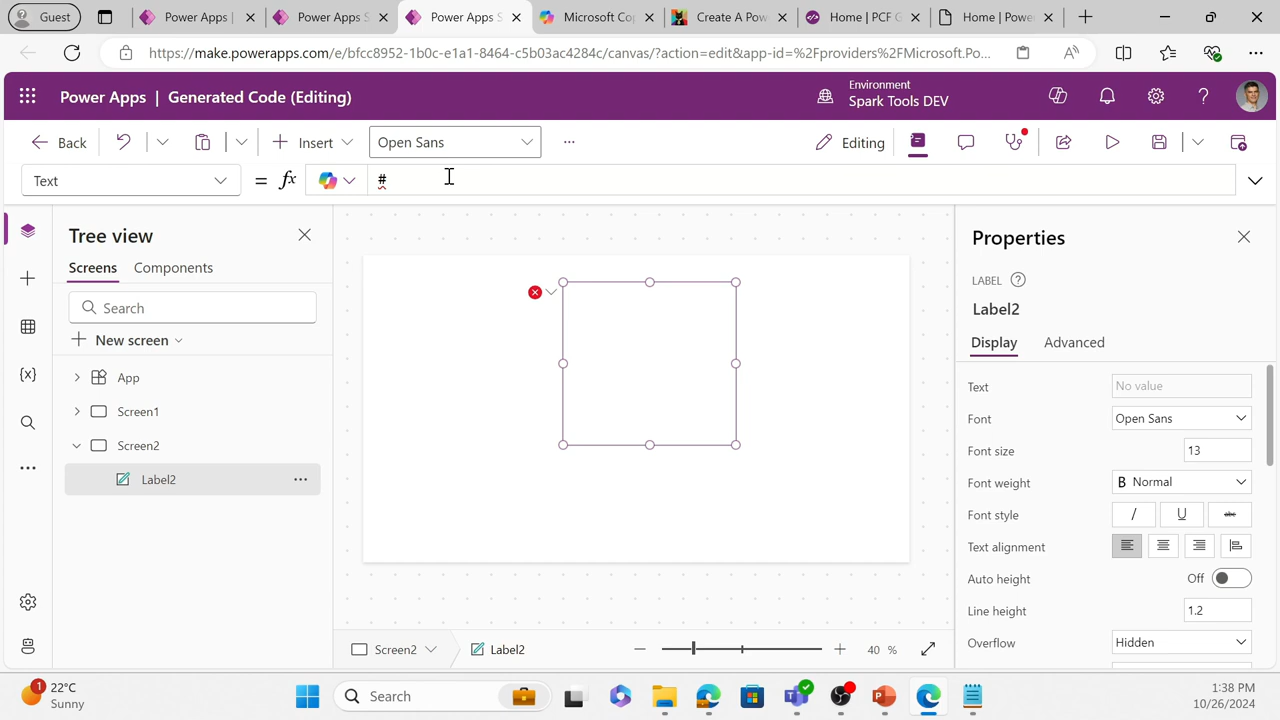 Guest
Power Apps |
Power Apps S
Power Apps S
Microsoft Co
Create A Pow
Home | PCF G
Home | Powe
https://make.powerapps.com/e/bfcc8952-1b0c-e1a1-8464-c5b03ac4284c/canvas/?action=edit&app-id=%2Fproviders%2FMicrosoft.Po...
Power Apps | Generated Code (Editing)
Environment
Spark Tools DEV
Back
Insert
Open Sans
...
Editing
Text
= fx
#
Tree view
Screens
Components
Search
New screen
App
Screen1
Screen2
Label2
Properties
LABEL
Label2
Display
Advanced
Text
No value
Font
Open Sans
Font size
13
Font weight
B Normal
Font style
/ U abc
Text alignment
Auto height
Off
Line height
1.2
Overflow
Hidden
Screen2
Label2
40 %
1
22°C
Sunny
Search
1:38 PM
10/26/2024